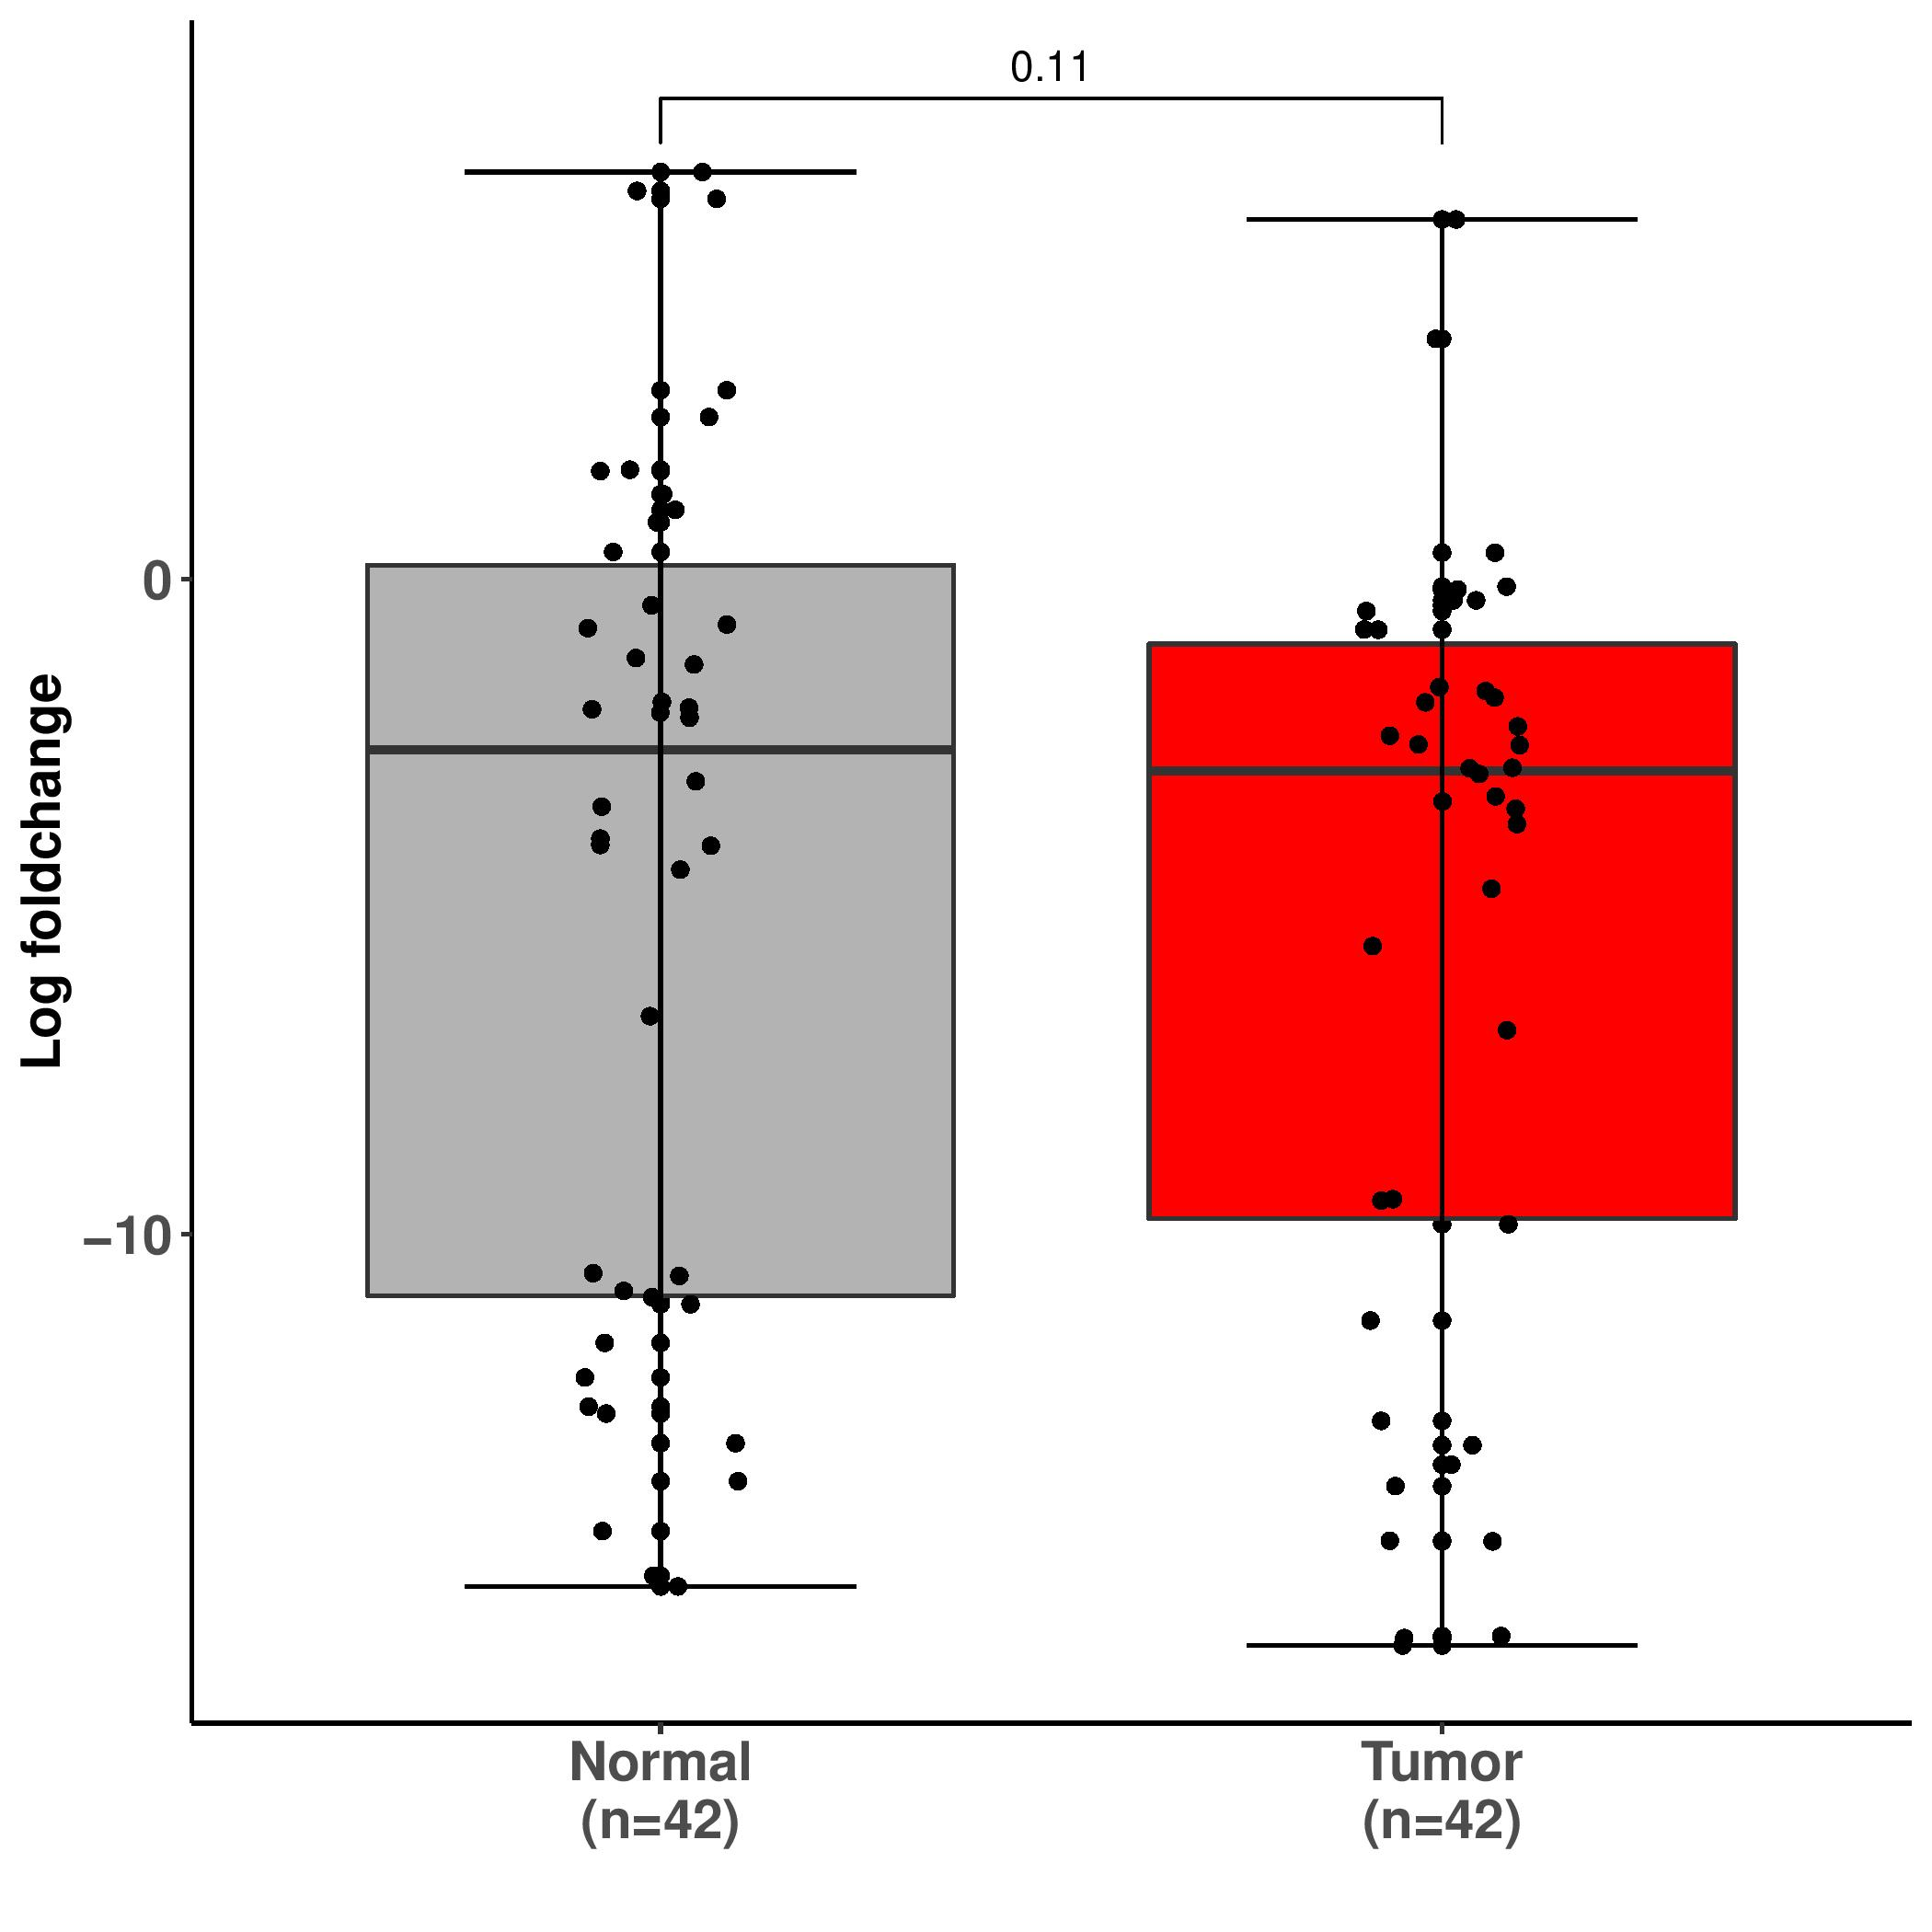 0.11
Log foldchange
0
−10
Normal
(n=42)
Tumor
(n=42)